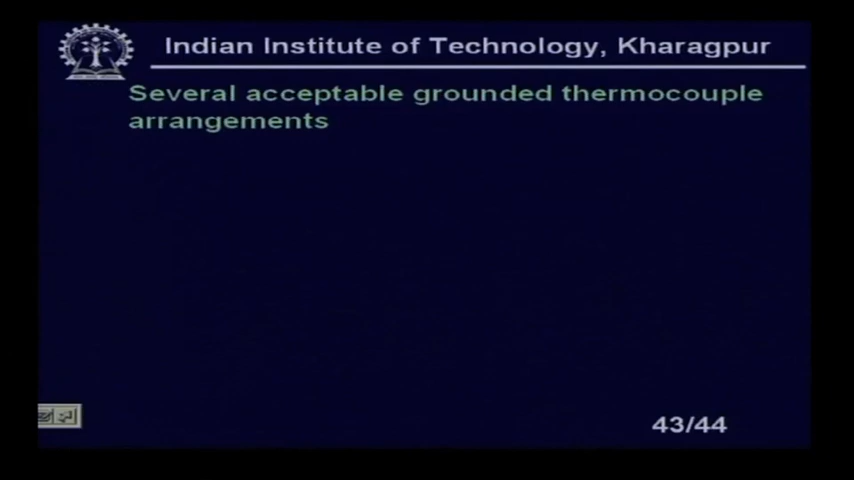 Indian Institute of Technology, Kharagpur
Several acceptable grounded thermocouple
arrangements
43/44